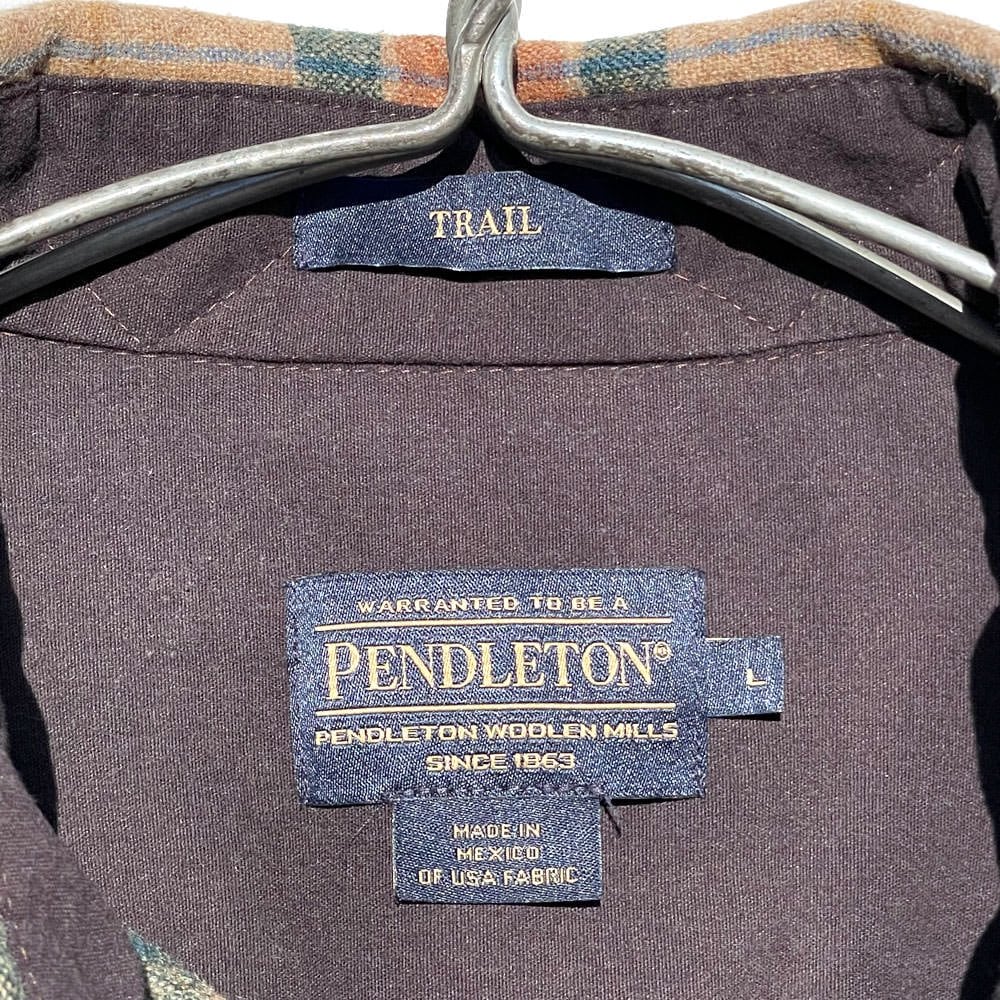 TRAIL
WARRANTED TO BE A
PENDLETON®
PENDLETON WOOLEN MILLS
SINCE 1863
L
MADE IN
MEXICO
OF USA FABRIC